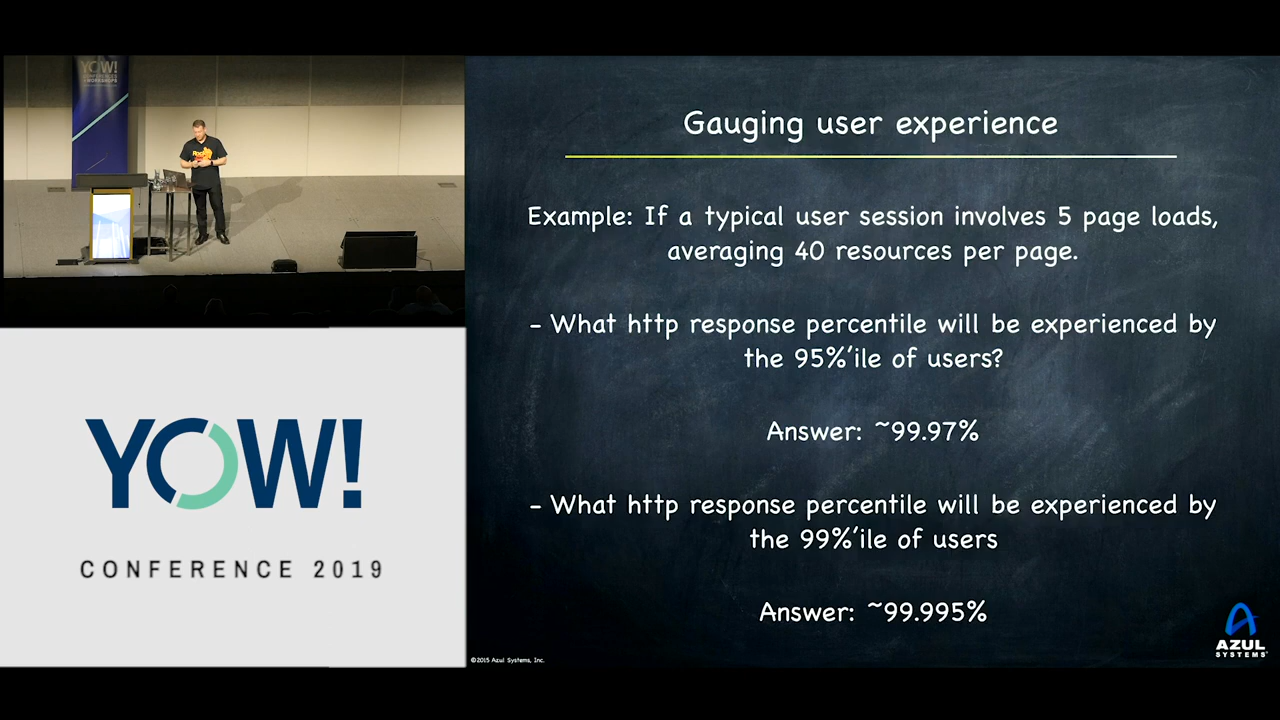 YOW!
CONFERENCES
& WORKSHOPS
YOW!
CONFERENCE 2019
Gauging user experience
Example: If a typical user session involves 5 page loads,
averaging 40 resources per page.
- What http response percentile will be experienced by
the 95%'ile of users?
Answer: ~99.97%
- What http response percentile will be experienced by
the 99%'ile of users
Answer: ~99.995%
©2015 Azul Systems, Inc.
AZUL
SYSTEMS